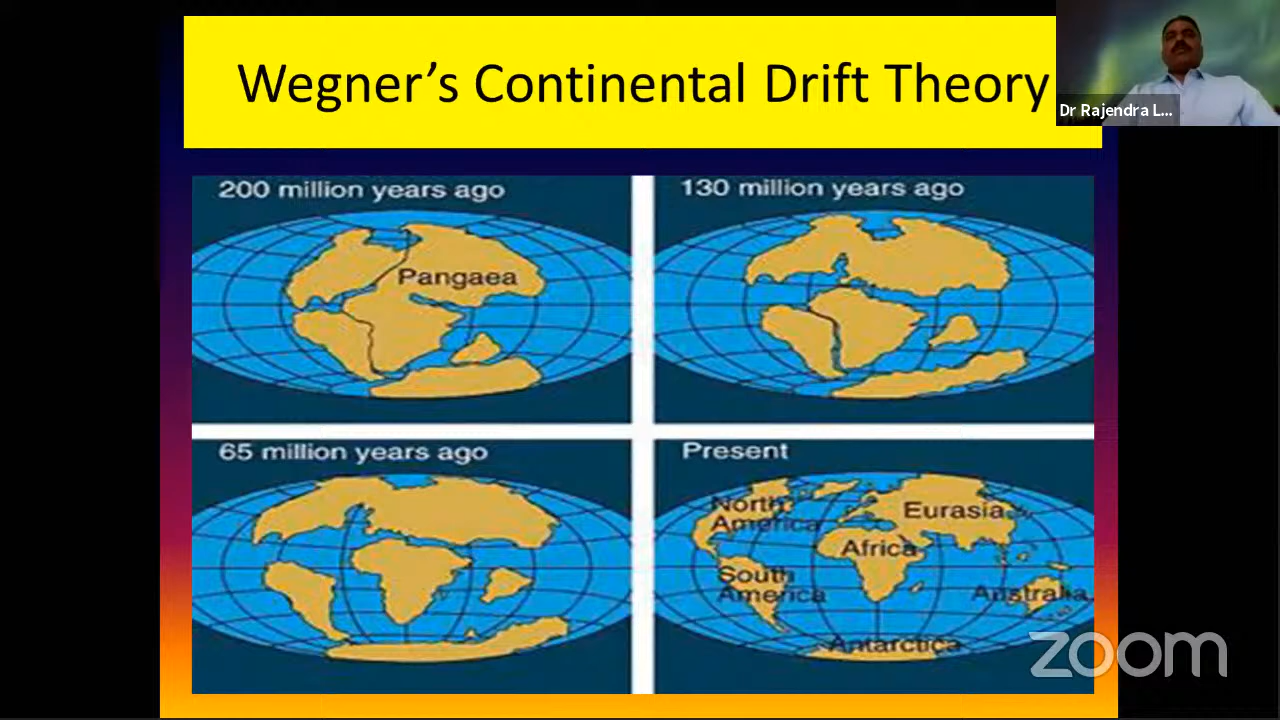 Wegner’s Continental Drift Theory
Dr Rajendra L...
200 million years ago
Pangaea
130 million years ago
65 million years ago
Present
North
America
Eurasia
Africa
South
America
Australia
Antarctica
zoom